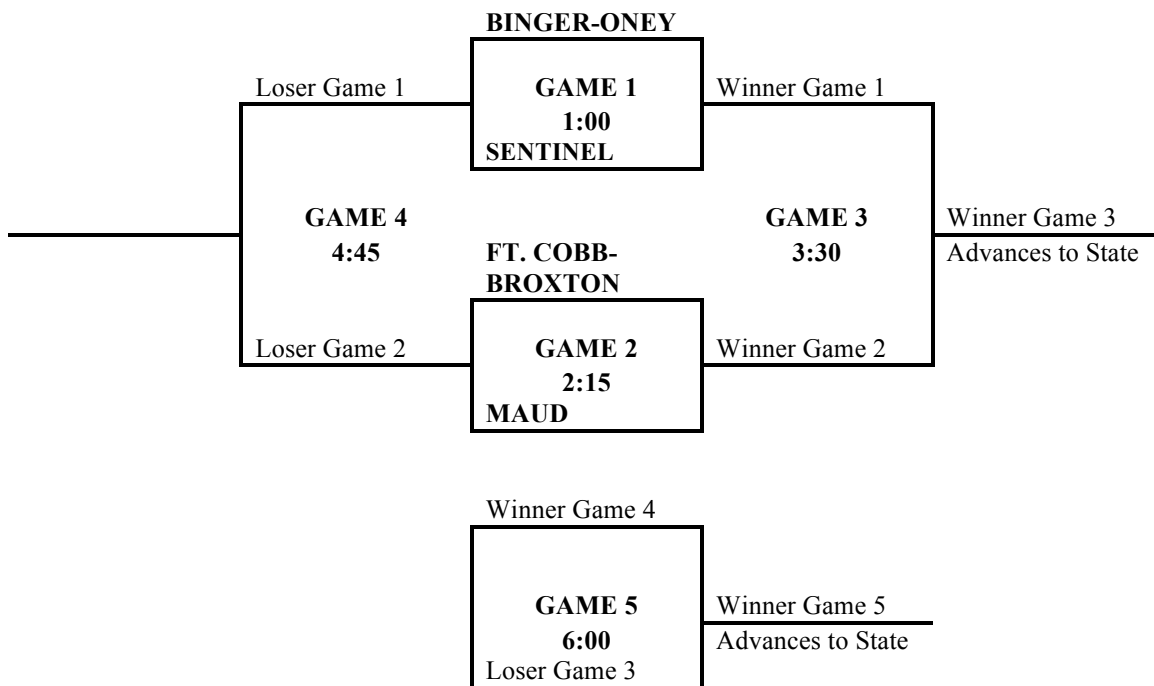 BINGER-ONEY
Loser Game 1
GAME 1
Winner Game 1
1:00
SENTINEL
GAME 4
GAME 3
Winner Game 3
4:45
FT. COBB-
3:30
Advances to State
BROXTON
Loser Game 2
GAME 2
Winner Game 2
2:15
MAUD
Winner Game 4
GAME 5
Winner Game 5
6:00
Advances to State
Loser Game 3